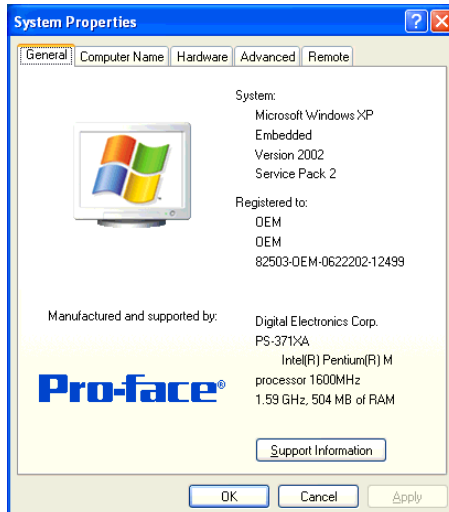 System Properties
General
Computer Name
Hardware
Advanced
Remote
System:
Microsoft Windows XP
Embedded
Version 2002
Service Pack 2
Registered to:
OEM
OEM
82503-OEM-0622202-12499
Manufactured and supported by:
Digital Electronics Corp.
PS-371XA
Intel(R) Pentium(R) M
processor 1600MHz
1.59 GHz, 504 MB of RAM
Pro-face®
Support Information
OK
Cancel
Apply